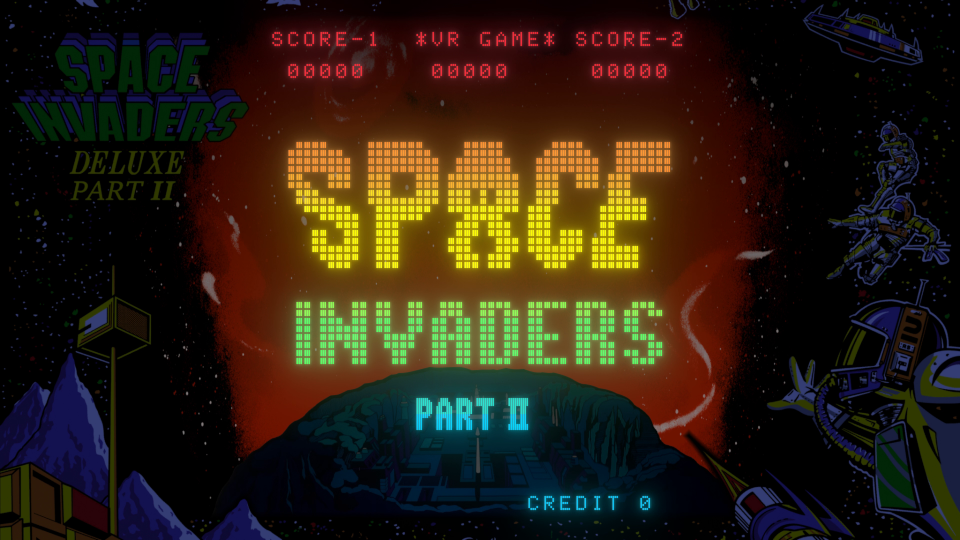 SCORE-1 *VR GAME* SCORE-2
00000 00000 00000
SPACE
INVADERS
DELUXE
PART II
SPACE
INVADERS
PART II
CREDIT 0